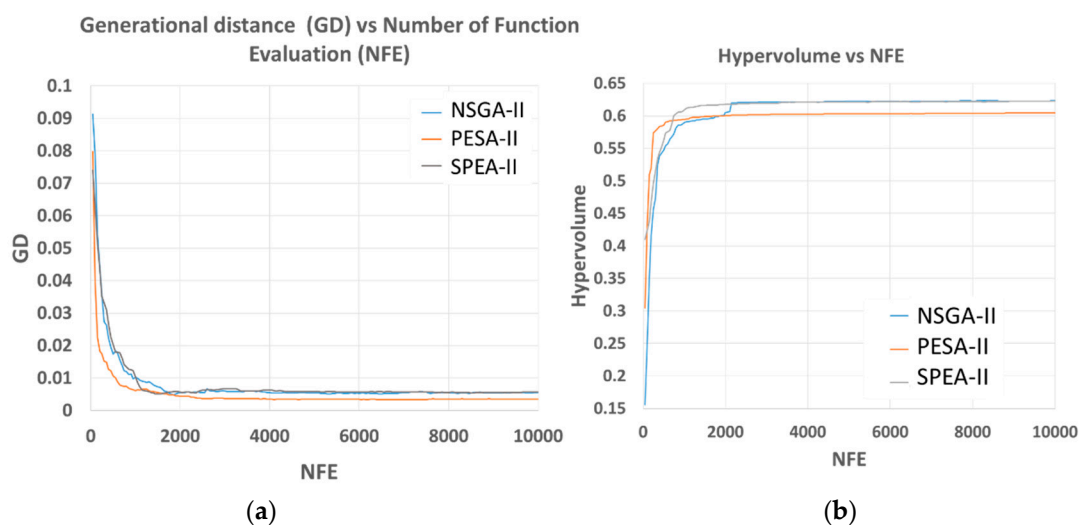 Generational distance (GD) vs Number of Function
Evaluation (NFE)
0.1
0.09
0.08
0.07
0.06
0.05
0.04
0.03
0.02
0.01
0
GD
NSGA-II
PESA-II
SPEA-II
0 2000 4000 6000 8000 10000
NFE
(a)
Hypervolume vs NFE
0.65
0.6
0.55
0.5
0.45
0.4
0.35
0.3
0.25
0.2
0.15
Hypervolume
NSGA-II
PESA-II
SPEA-II
0 2000 4000 6000 8000 10000
NFE
(b)